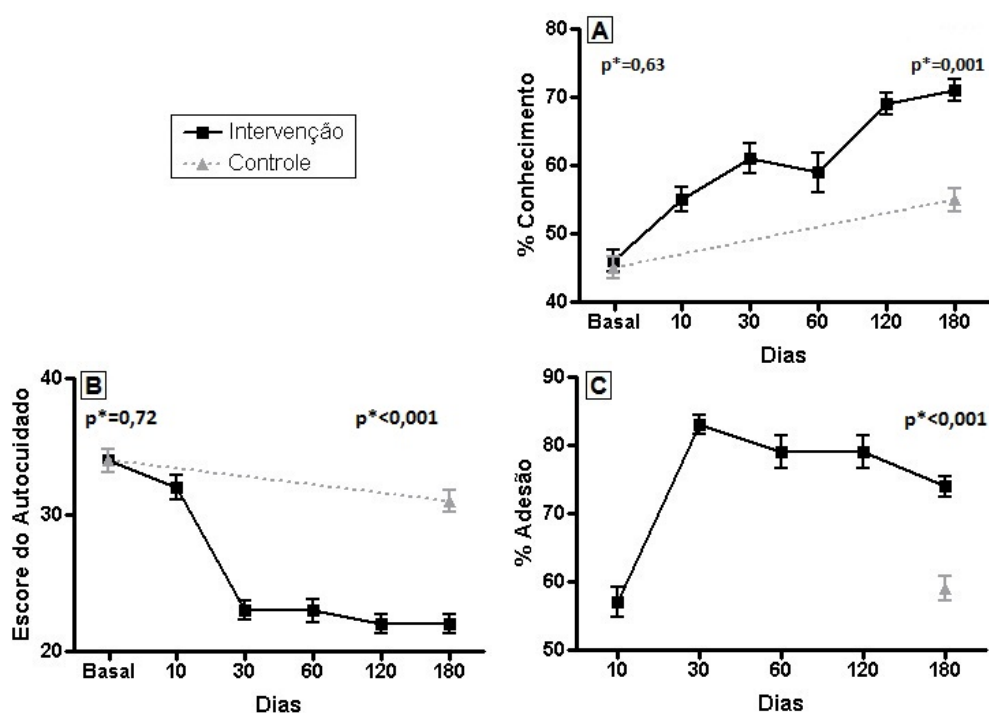 A
p*=0,63
p*=0,001
80
70
60
50
40
% Conhecimento
Basal 10 30 60 120 180
Dias
Intervenção
Controle
B
p*=0,72
p*<0,001
40
30
20
Escore do Autocuidado
Basal 10 30 60 120 180
Dias
C
p*<0,001
90
80
70
60
50
% Adesão
10 30 60 120 180
Dias